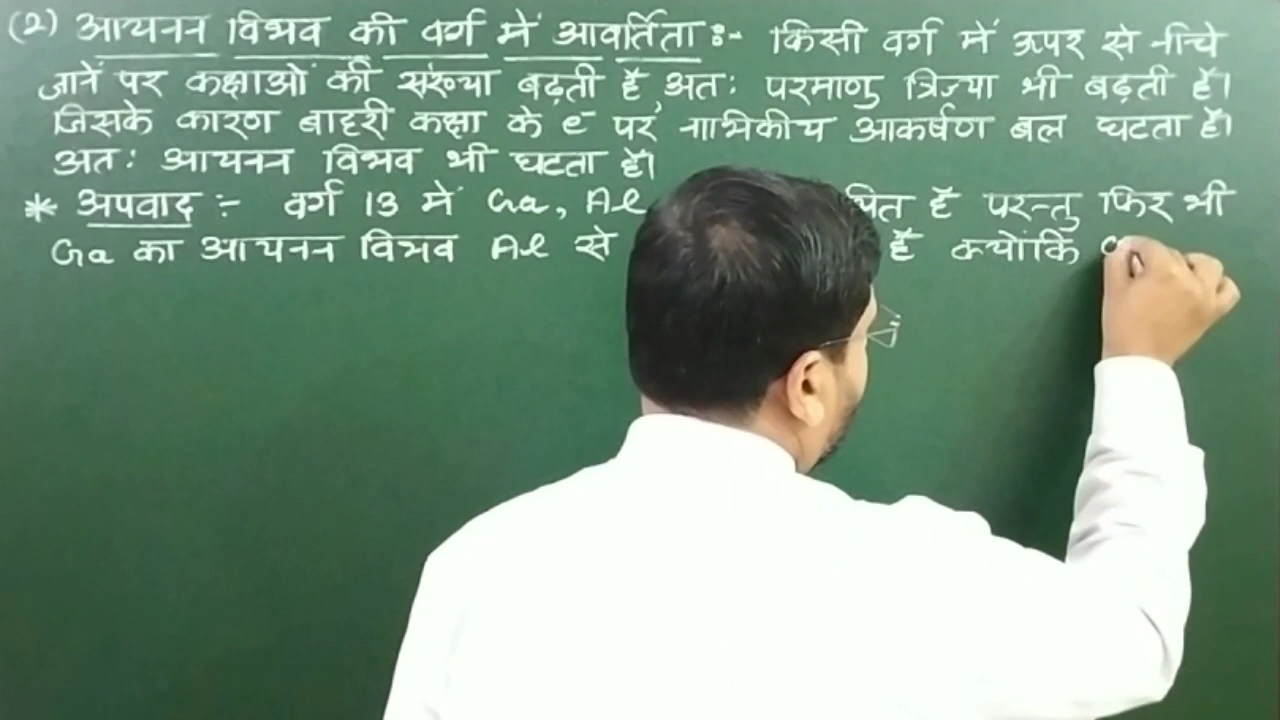 (2) आयनन विभव की वर्ग में आवर्तिता :- किसी वर्ग में ऊपर से नीचे
जानें पर कक्षाओं की संख्या बढ़ती है, अतः परमाणु त्रिज्या भी बढ़ती है।
जिसके कारण बाहरी कक्षा के e⁻ पर नाभिकीय आकर्षण बल घटता है।
अतः आयनन विभव भी घटता है।
* अपवाद :- वर्ग 13 में Ga, Al है परन्तु फिर भी
Ga का आयनन विभव Al से है क्योंकि